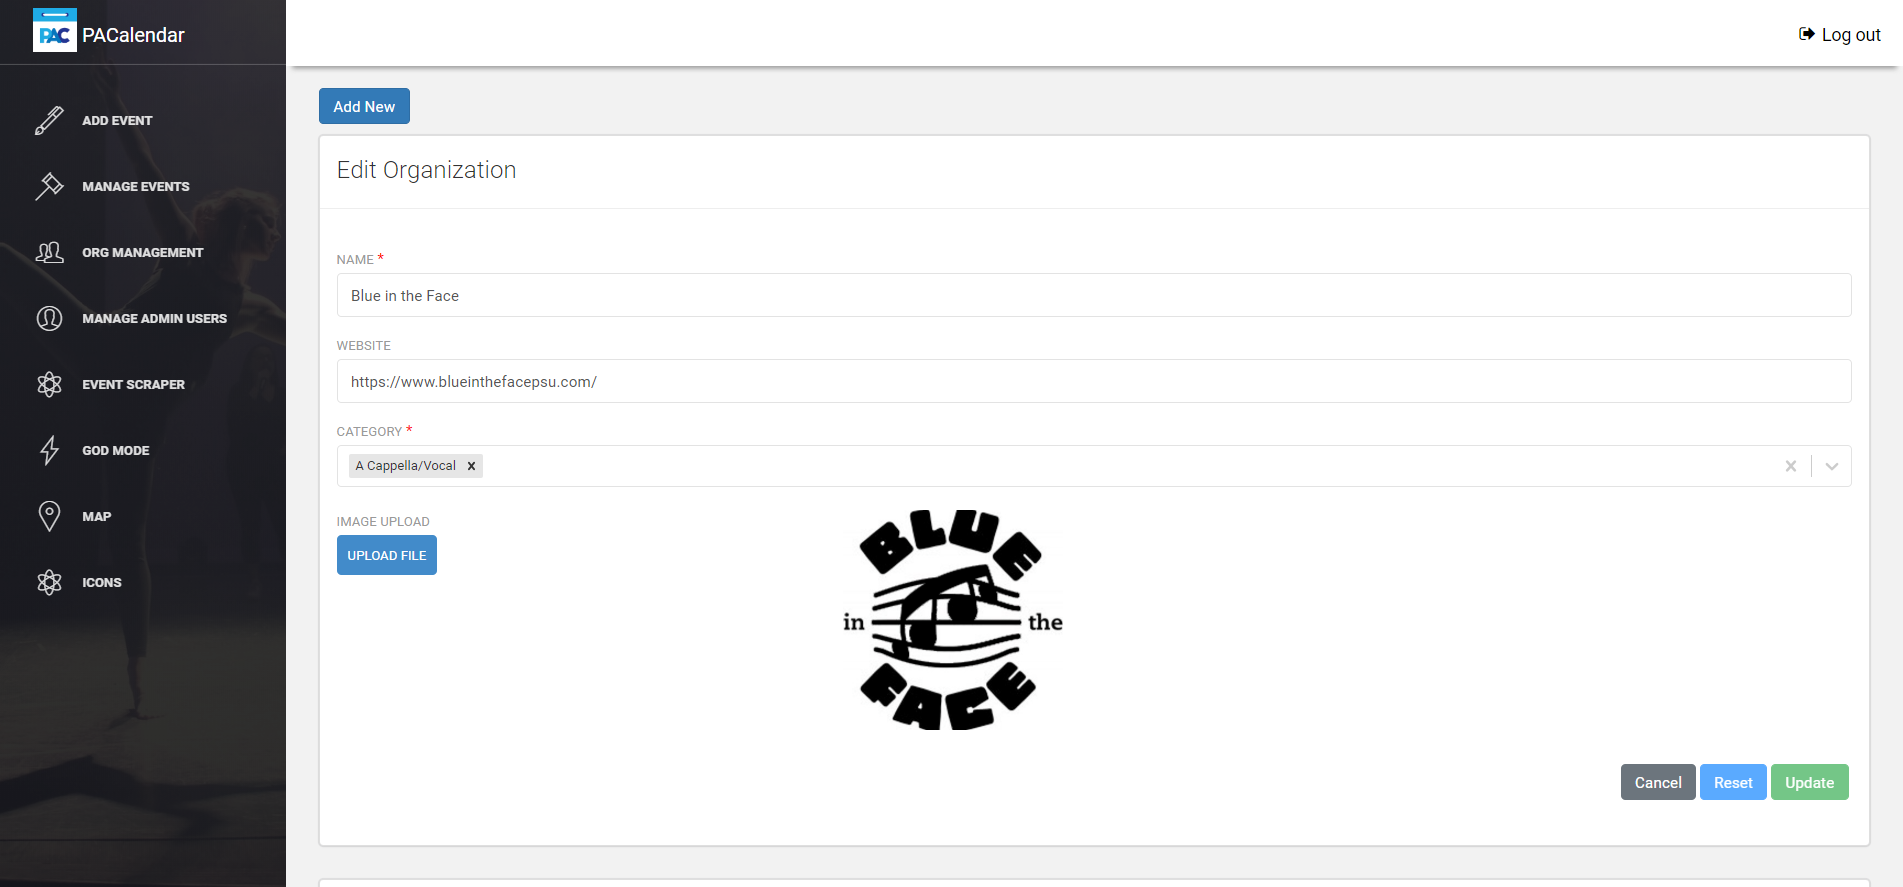 PAC PACalendar
Log out
ADD EVENT
MANAGE EVENTS
ORG MANAGEMENT
MANAGE ADMIN USERS
EVENT SCRAPER
GOD MODE
MAP
ICONS
Add New
Edit Organization
NAME *
Blue in the Face
WEBSITE
https://www.blueinthefacepsu.com/
CATEGORY *
A Cappella/Vocal x
IMAGE UPLOAD
UPLOAD FILE
BLUE
in the
FACE
Cancel Reset Update